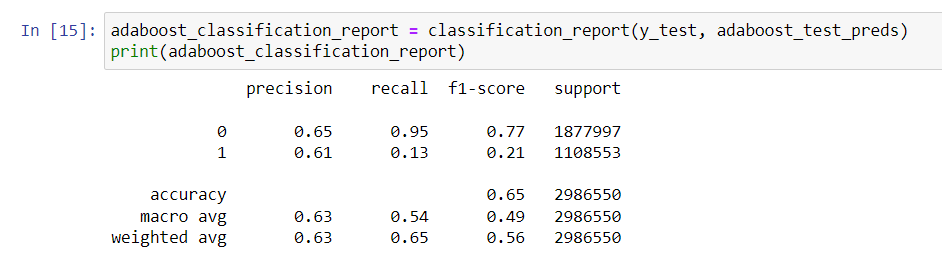 In [15]: adaboost_classification_report = classification_report(y_test, adaboost_test_preds)
print(adaboost_classification_report)
precision recall f1-score support
0 0.65 0.95 0.77 1877997
1 0.61 0.13 0.21 1108553
accuracy 0.65 2986550
macro avg 0.63 0.54 0.49 2986550
weighted avg 0.63 0.65 0.56 2986550